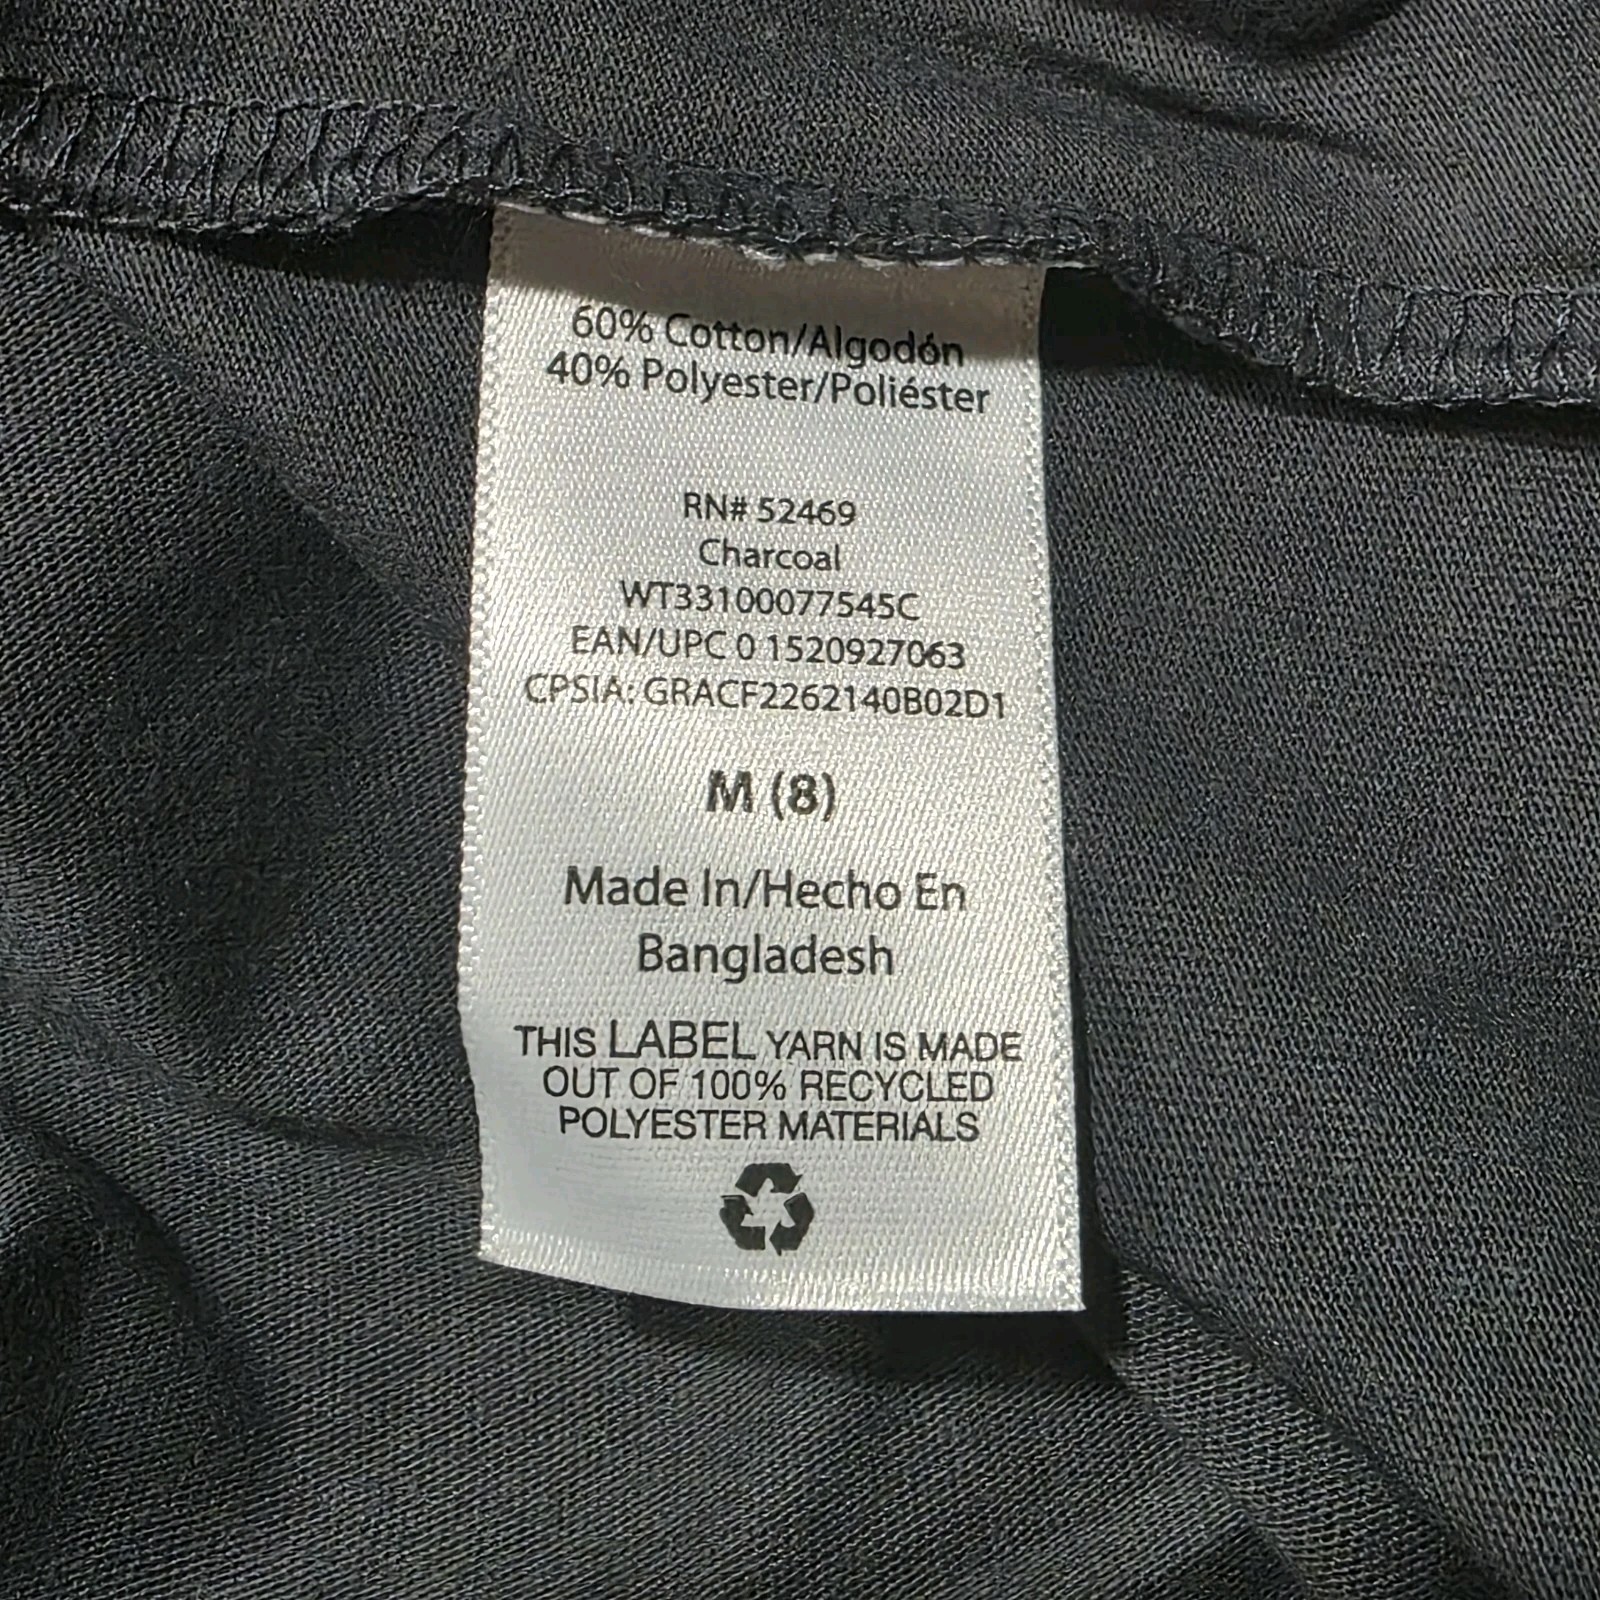 60% Cotton/Algodón
40% Polyester/Poliéster
RN# 52469
Charcoal
WT33100077545C
EAN/UPC 0 1520927063
CPSIA: GRACF2262140B02D1
M (8)
Made In/Hecho En
Bangladesh
THIS LABEL YARN IS MADE
OUT OF 100% RECYCLED
POLYESTER MATERIALS